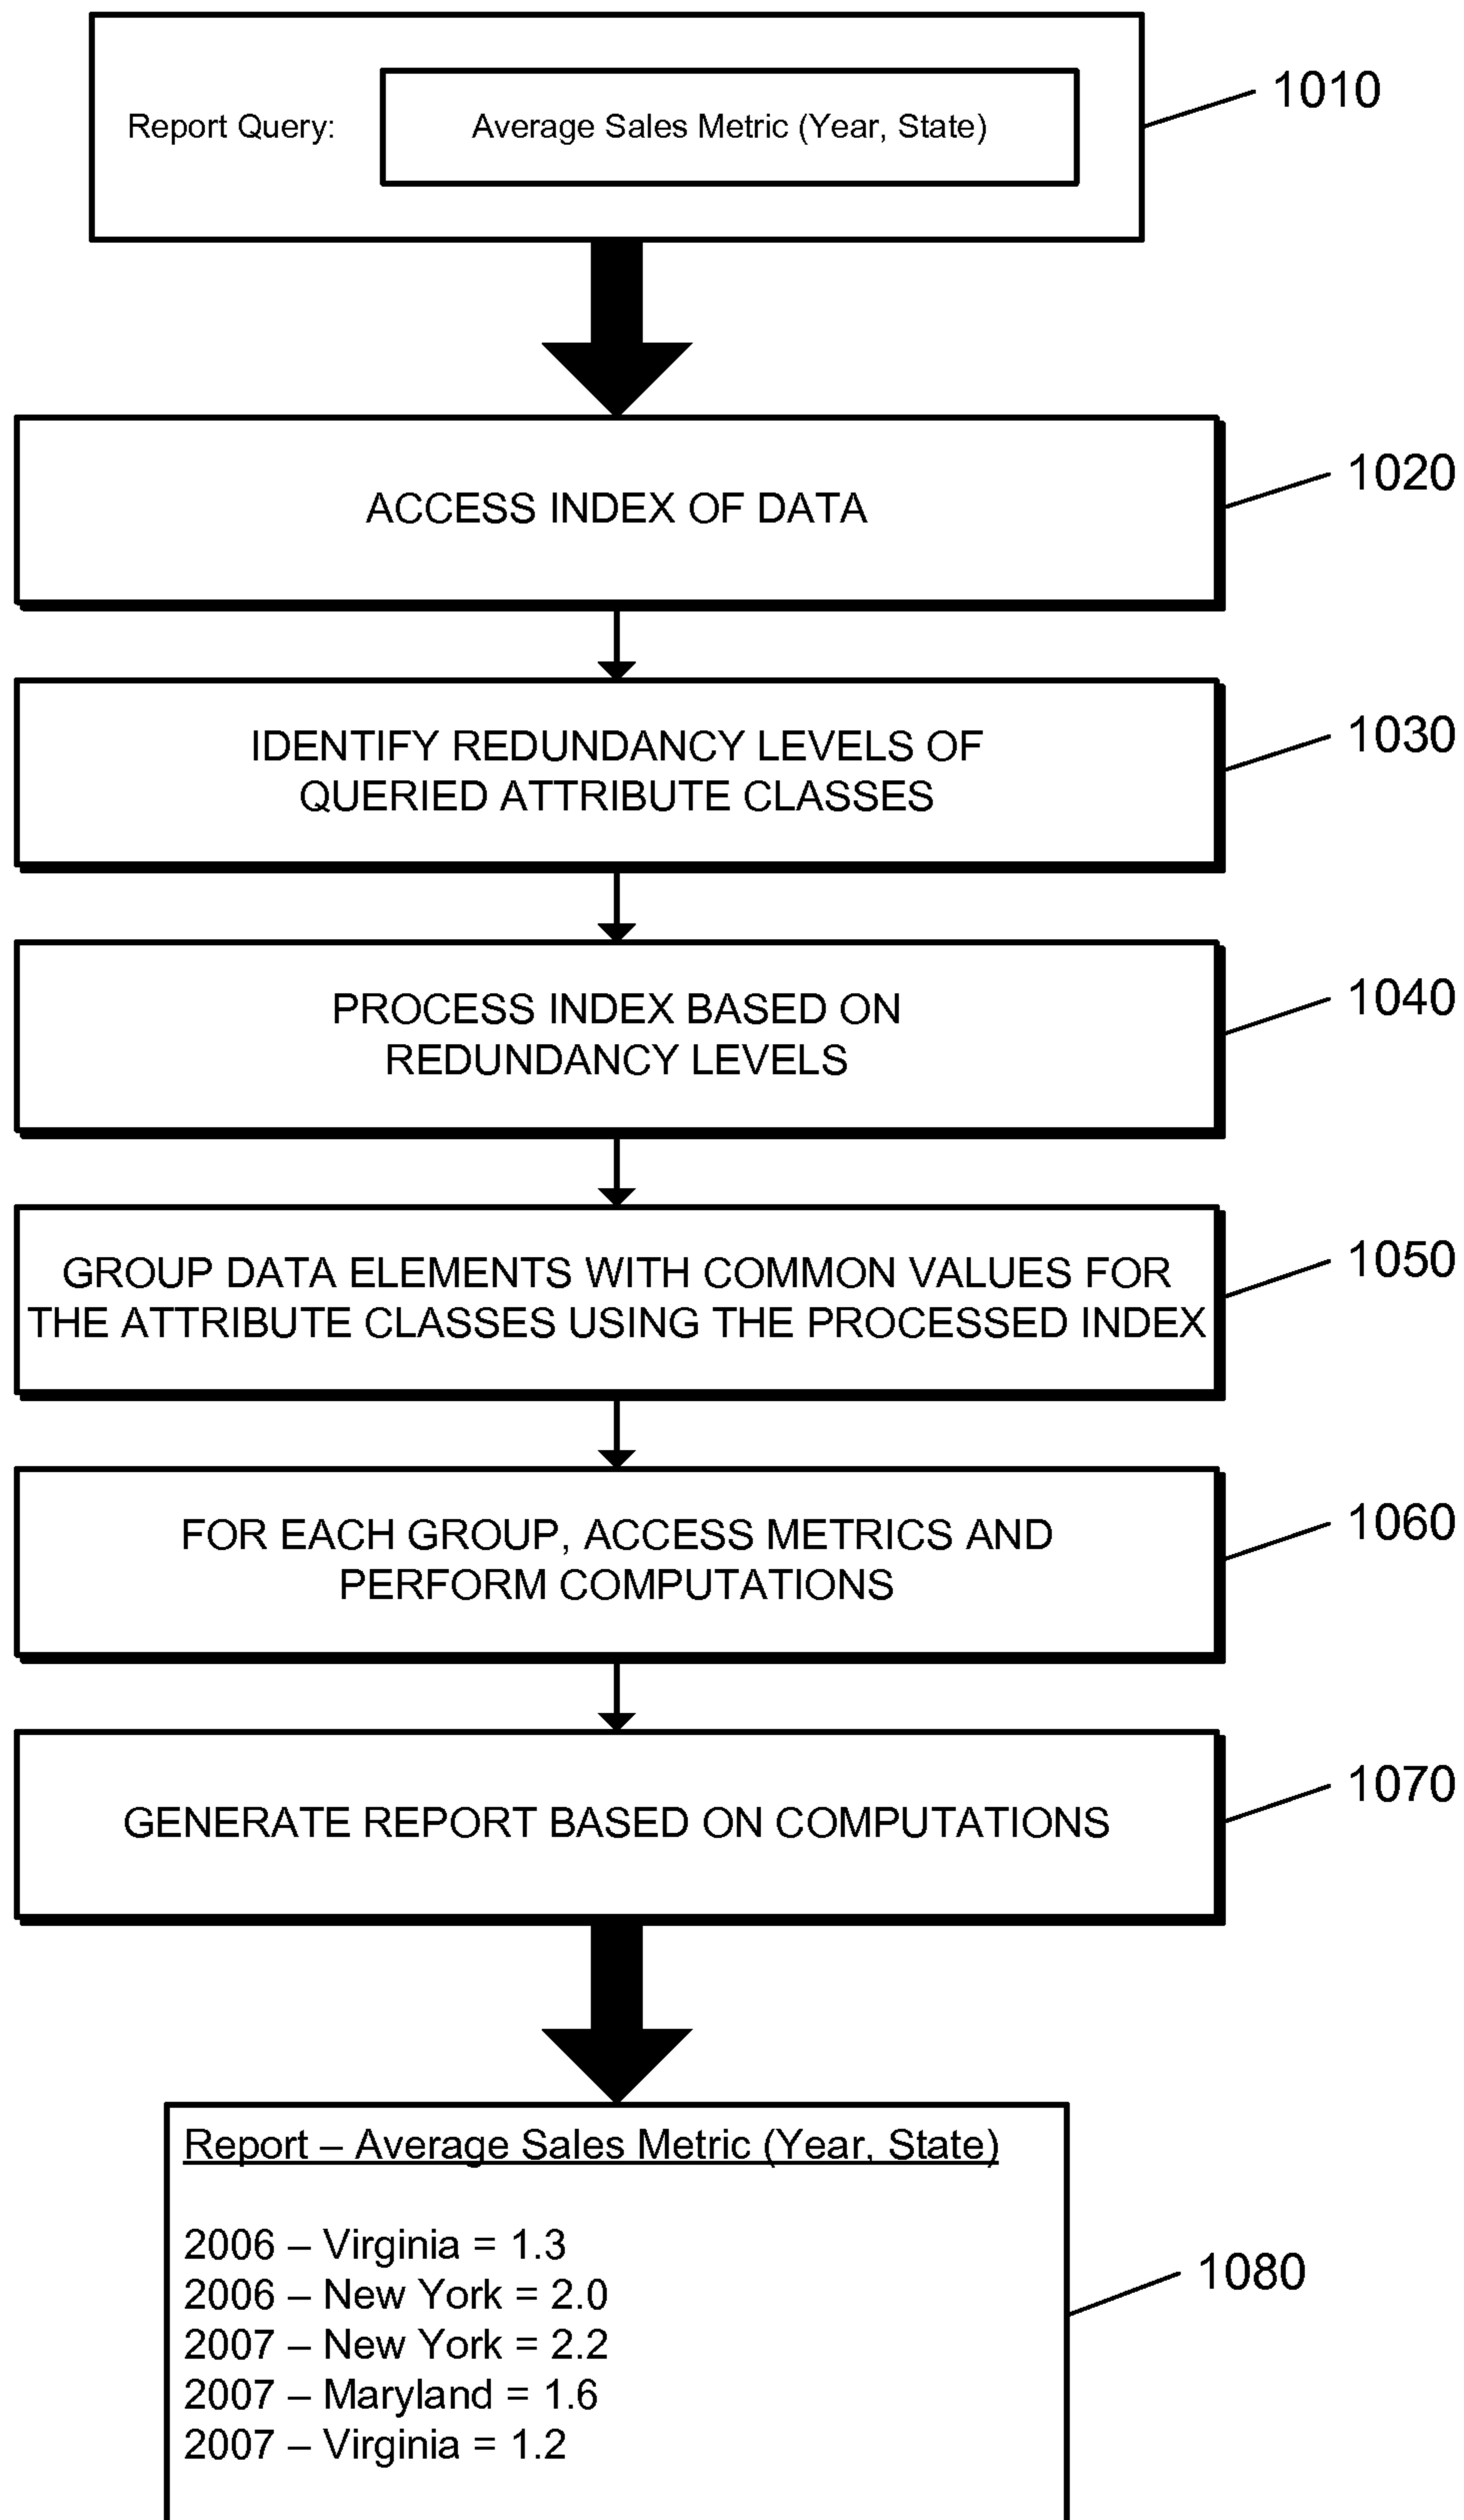 Report Query:
Average Sales Metric (Year, State)
1010
ACCESS INDEX OF DATA
1020
IDENTIFY REDUNDANCY LEVELS OF
QUERIED ATTRIBUTE CLASSES
1030
PROCESS INDEX BASED ON
REDUNDANCY LEVELS
1040
GROUP DATA ELEMENTS WITH COMMON VALUES FOR
THE ATTRIBUTE CLASSES USING THE PROCESSED INDEX
1050
FOR EACH GROUP, ACCESS METRICS AND
PERFORM COMPUTATIONS
1060
GENERATE REPORT BASED ON COMPUTATIONS
1070
Report – Average Sales Metric (Year, State)
2006 – Virginia = 1.3
2006 – New York = 2.0
2007 – New York = 2.2
2007 – Maryland = 1.6
2007 – Virginia = 1.2
1080